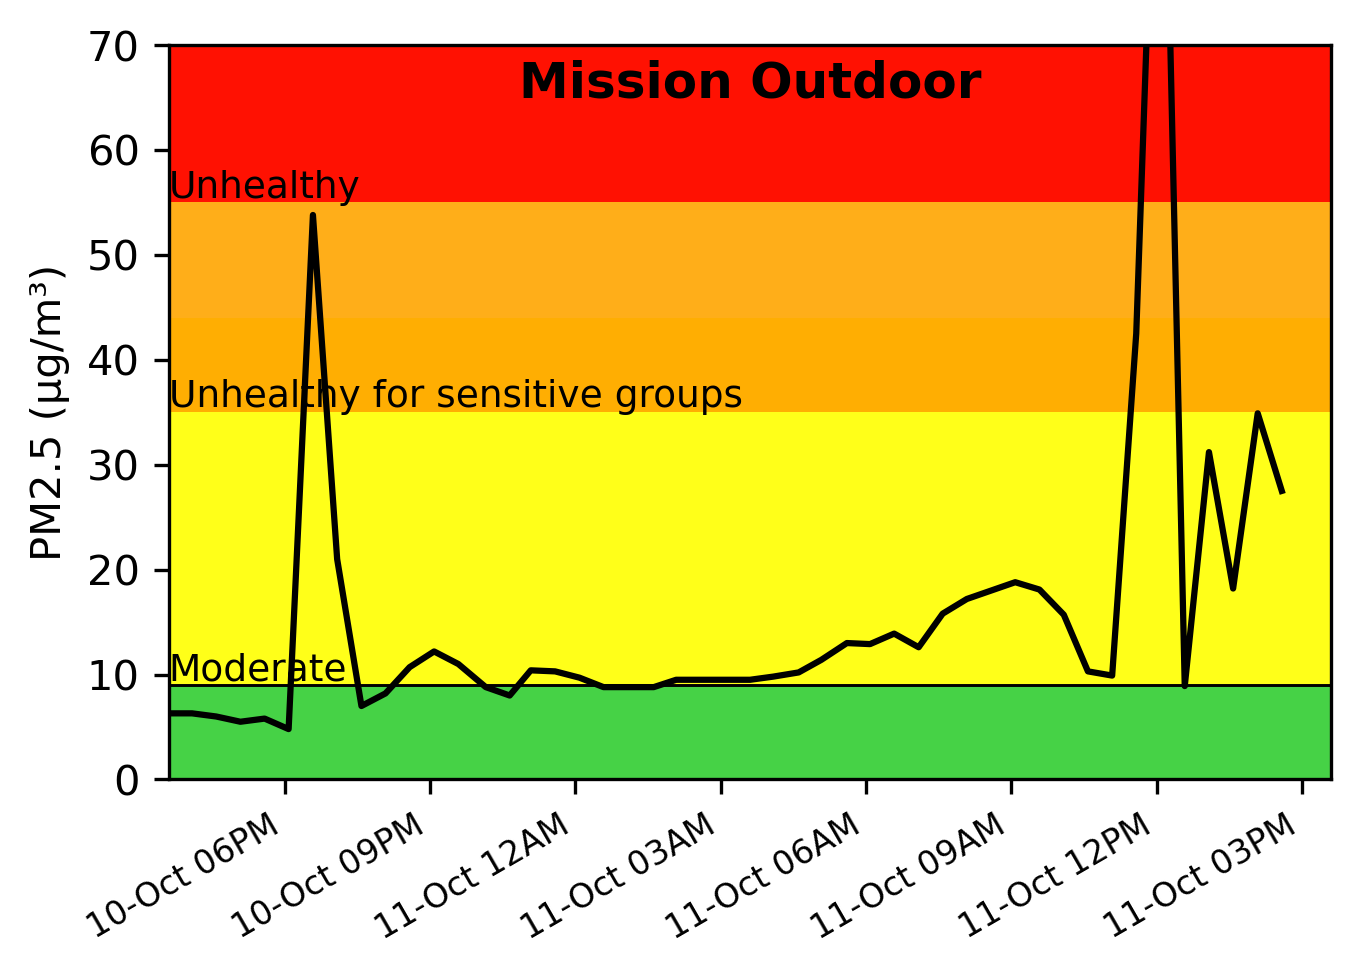 Mission Outdoor
PM2.5 (µg/m³)
70
60
50
40
30
20
10
0
Unhealthy
Unhealthy for sensitive groups
Moderate
10-Oct 06PM
10-Oct 09PM
11-Oct 12AM
11-Oct 03AM
11-Oct 06AM
11-Oct 09AM
11-Oct 12PM
11-Oct 03PM